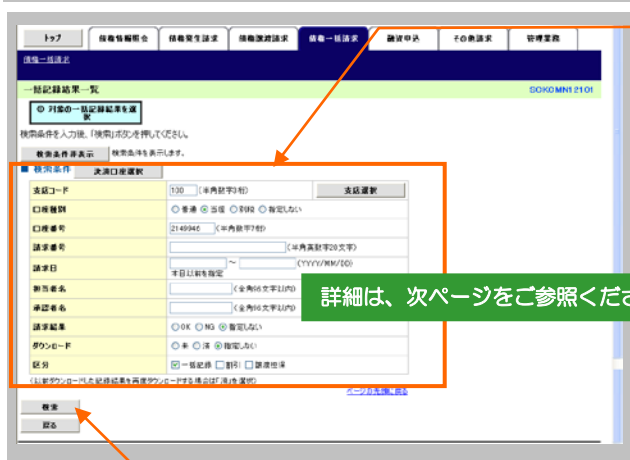 トップ 債権情報照会 債権発生請求 債権譲渡請求 債権一括請求 融資申込 その他請求 管理業務
債権一括請求
一括記録結果一覧 SCKOMN12101
① 対象の一括記録結果を選択
検索条件を入力後、「検索」ボタンを押してください。
検索条件非表示 検索条件を表示します。
■ 検索条件 決済口座選択
支店コード 100 (半角数字3桁) 支店選択
口座種別 ○普通 ◉当座 ○別段 ○指定しない
口座番号 2149946 (半角数字7桁)
請求番号 (半角英数字20文字)
請求日 ~ (YYYY/MM/DD)
本日以前を指定
担当者名 (全角96文字以内)
承認者名 (全角96文字以内)
請求結果 ○OK ○NG ◉指定しない
ダウンロード ○未 ○済 ◉指定しない
区分 ☑一括記録 □割引 □譲渡担保
(以前ダウンロードした記録結果を再度ダウンロードする場合は「済」を選択)
ページの先頭に戻る
検索
戻る
詳細は、次ページをご参照くださ